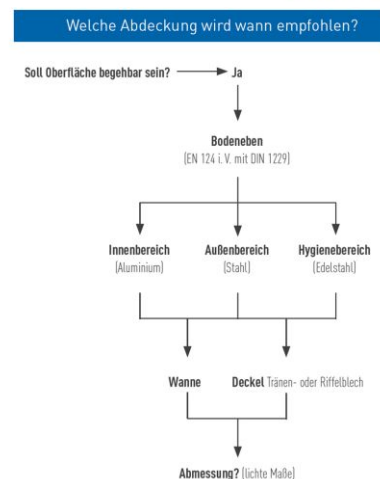 Welche Abdeckung wird wann empfohlen?
Soll Oberfläche begehbar sein? Ja
Bodeneben
(EN 124 i. V. mit DIN 1229)
Innenbereich Außenbereich Hygienebereich
(Aluminium) (Stahl) (Edelstahl)
Wanne Deckel Tränen- oder Riffelblech
Abmessung? (lichte Maße)